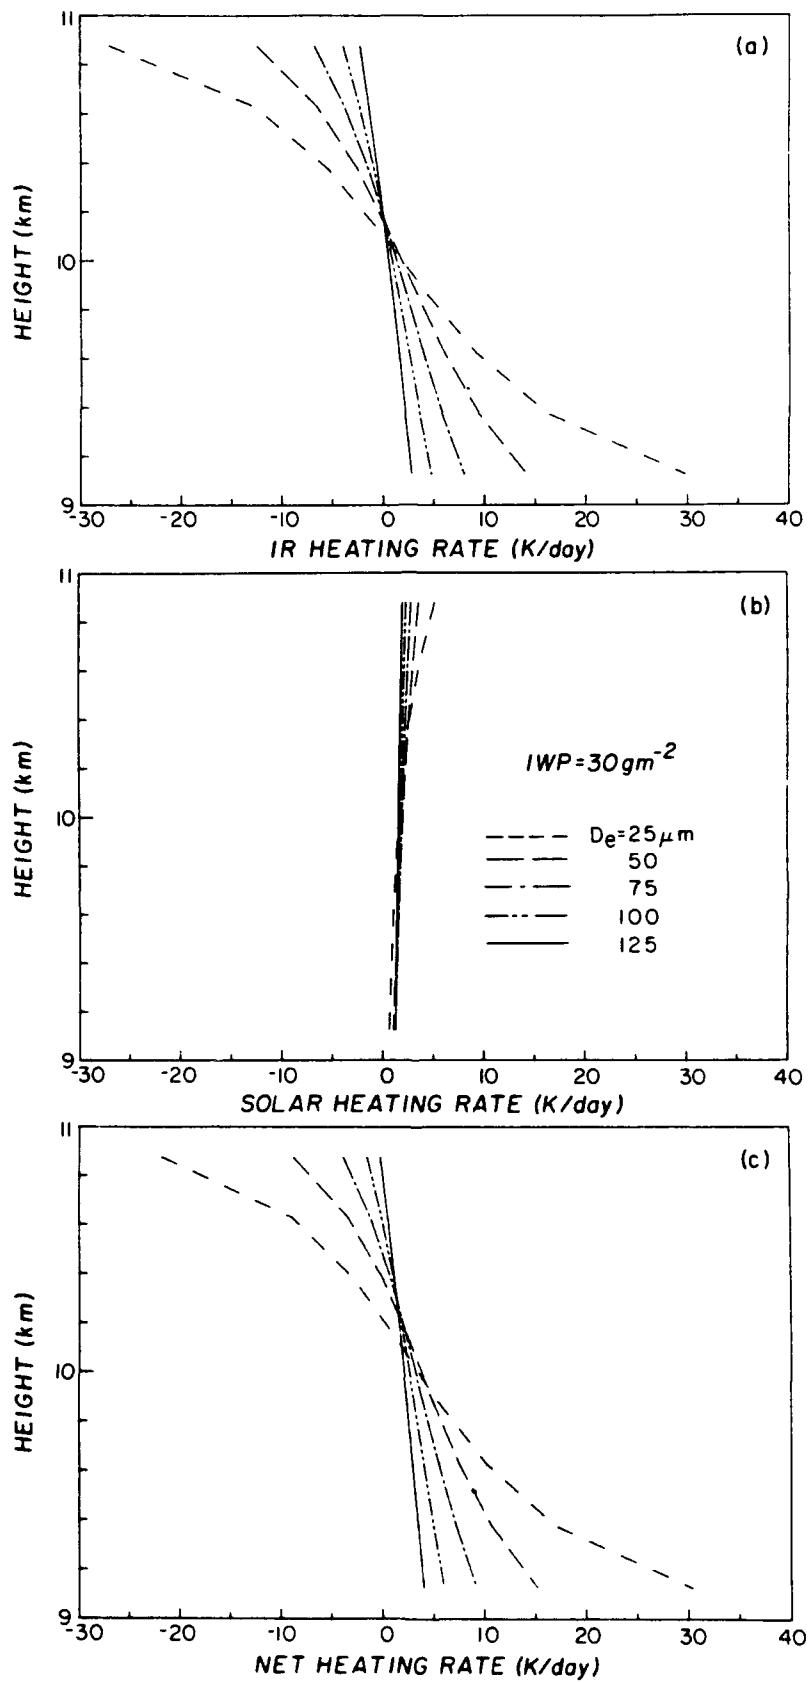 11
(a)
HEIGHT (km)
10
9
-30 -20 -10 0 10 20 30 40
IR HEATING RATE (K/day)
11
(b)
HEIGHT (km)
IWP=30gm⁻²
10
De=25μm
50
75
100
125
9
-30 -20 -10 0 10 20 30 40
SOLAR HEATING RATE (K/day)
11
(c)
HEIGHT (km)
10
9
-30 -20 -10 0 10 20 30 40
NET HEATING RATE (K/day)